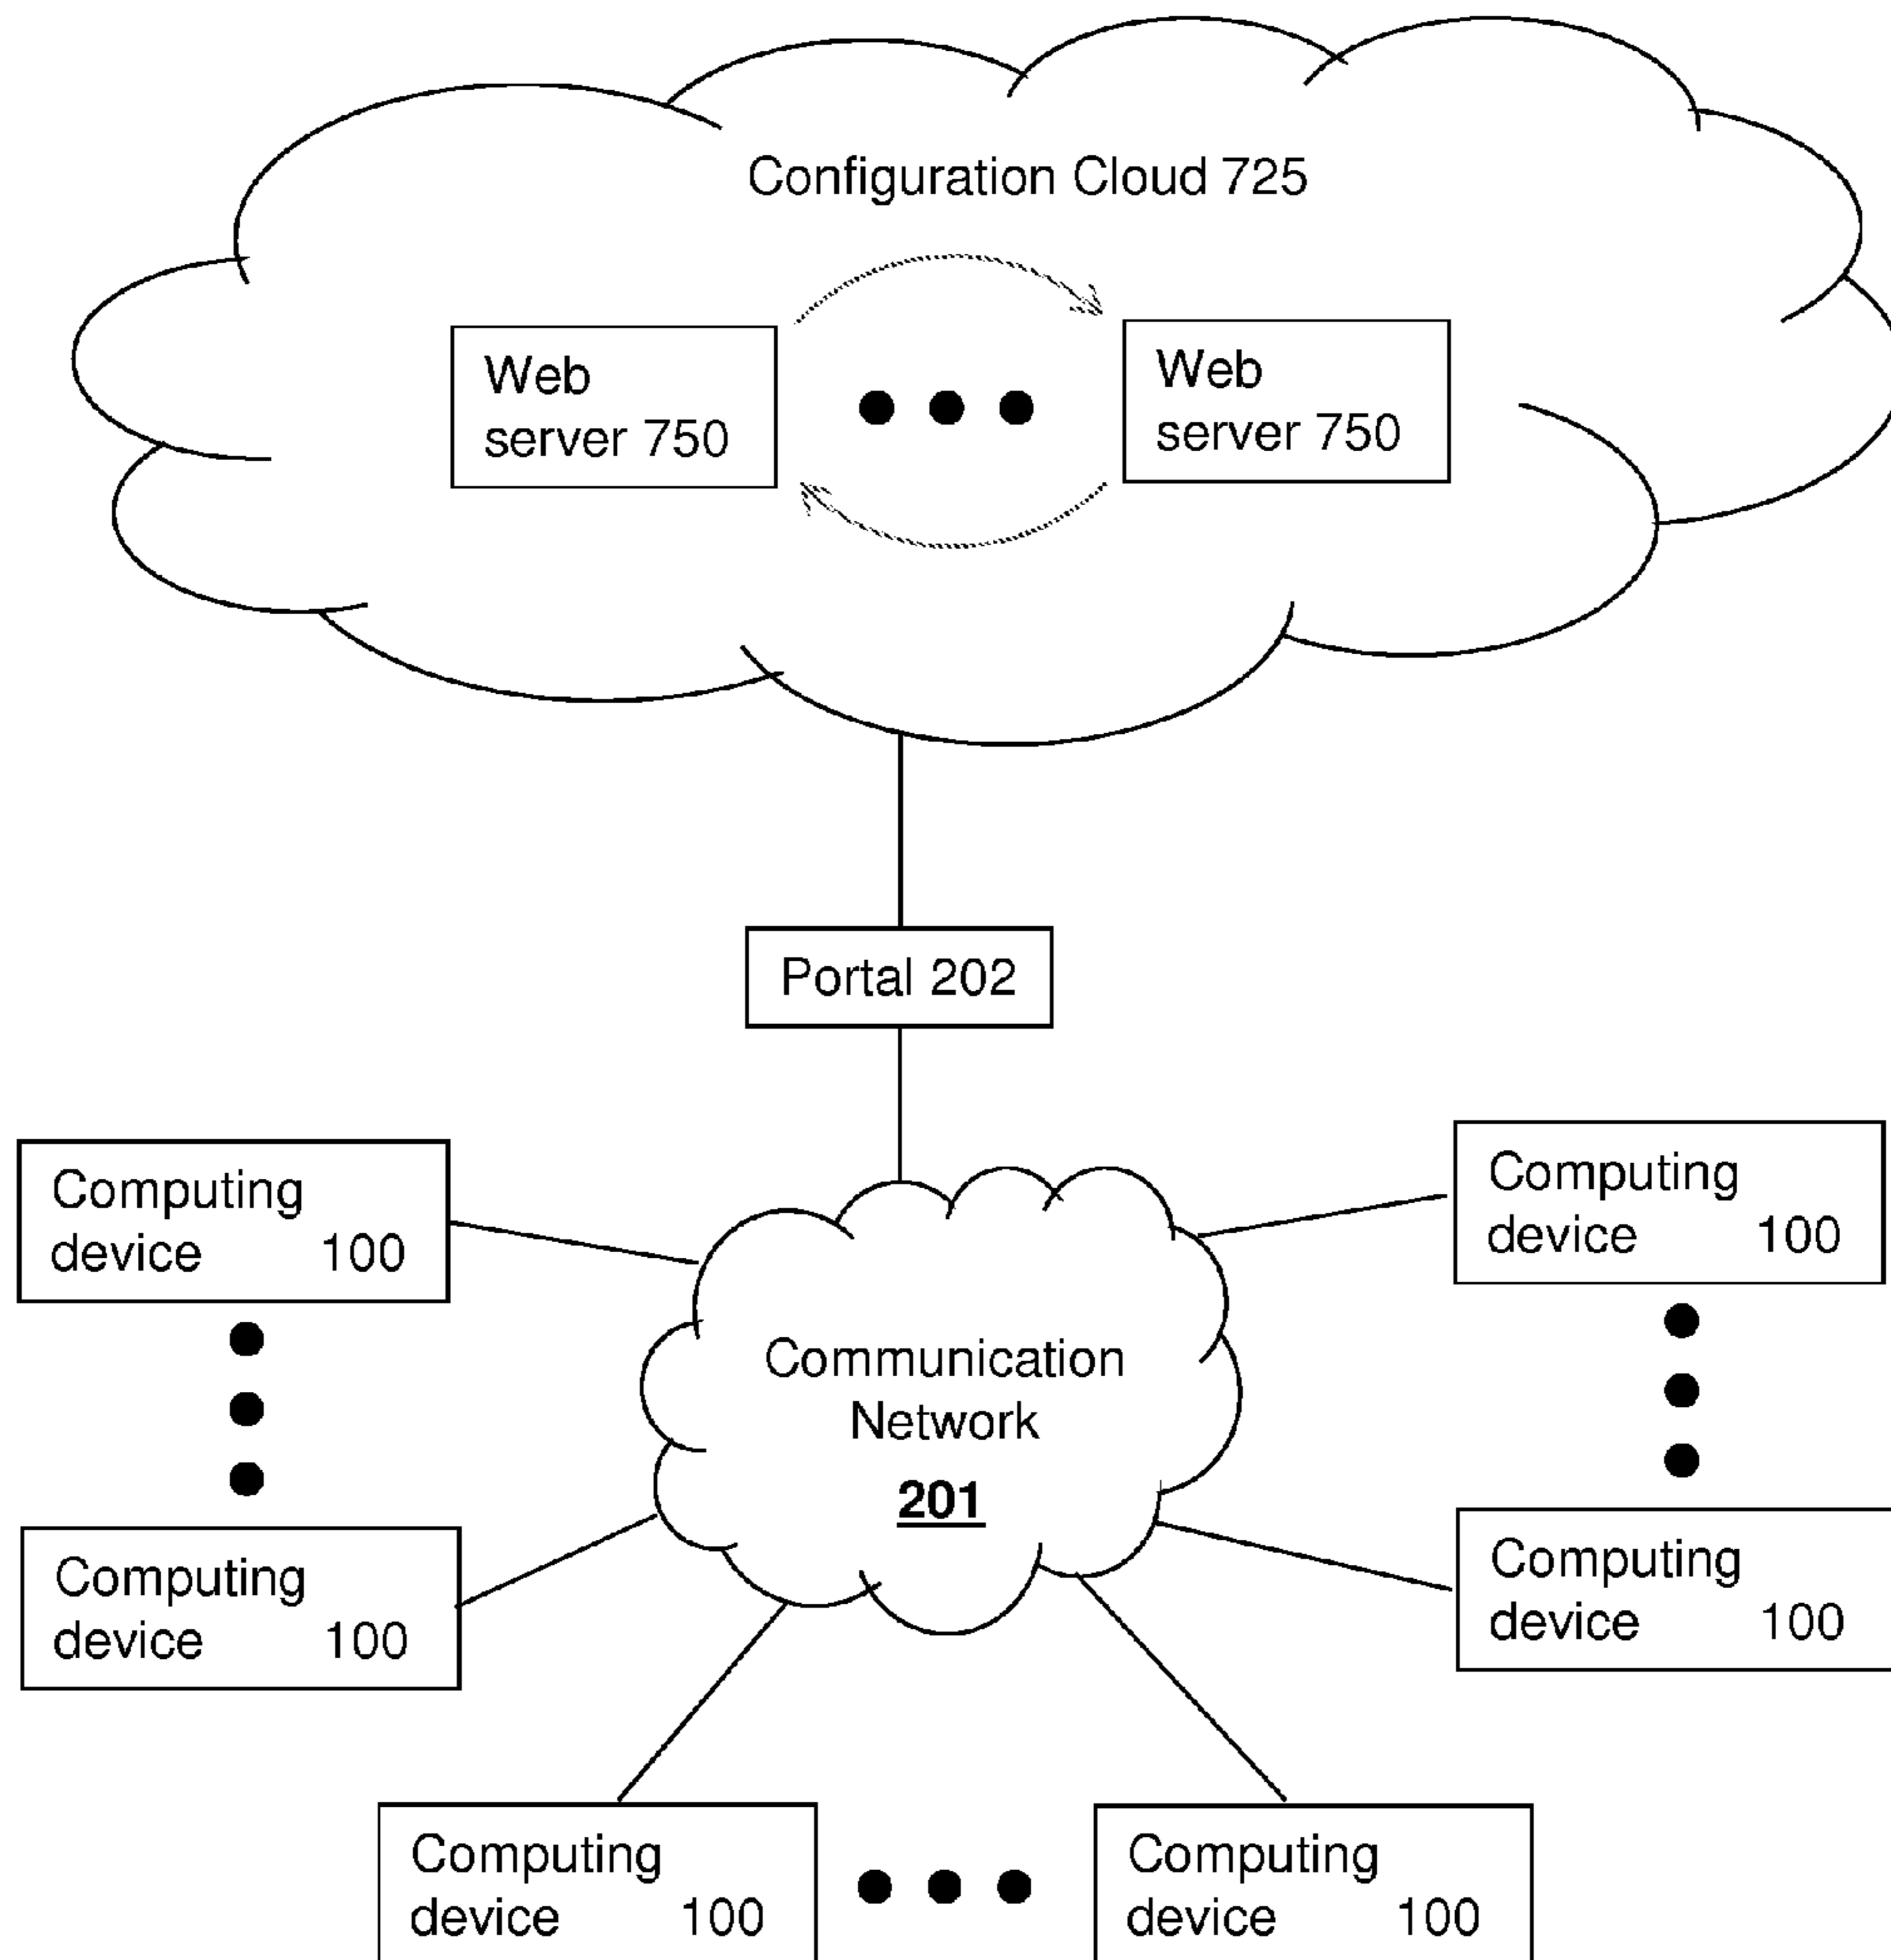 Configuration Cloud 725
Web
server 750
Web
server 750
Portal 202
Computing
device 100
Computing
device 100
Communication
Network
201
Computing
device 100
Computing
device 100
Computing
device 100
Computing
device 100